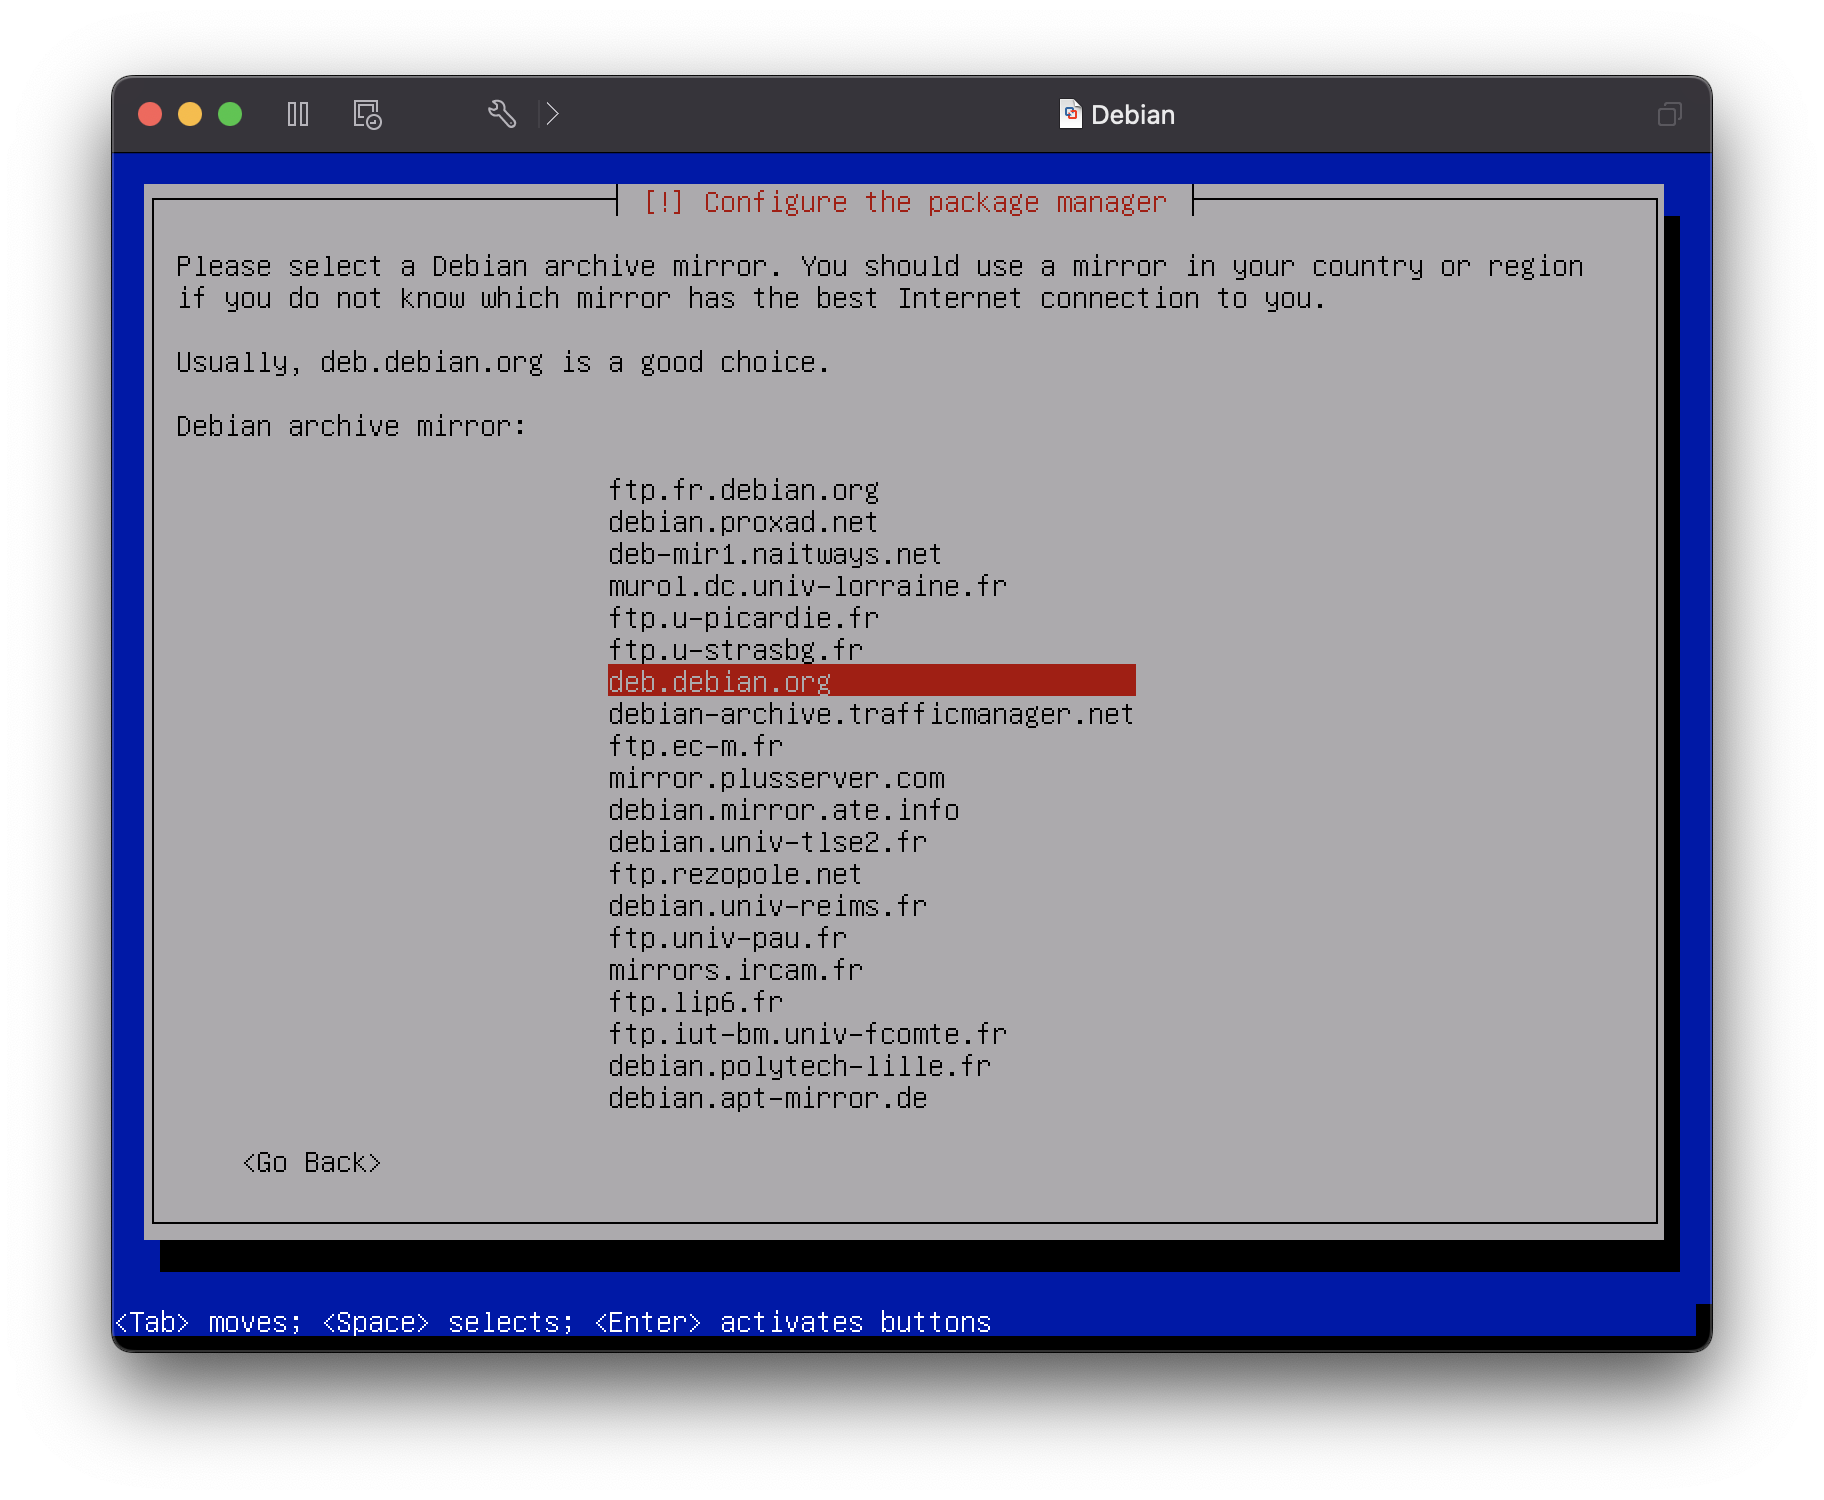 Debian
[!] Configure the package manager
Please select a Debian archive mirror. You should use a mirror in your country or region
if you do not know which mirror has the best Internet connection to you.
Usually, deb.debian.org is a good choice.
Debian archive mirror:
ftp.fr.debian.org
debian.proxad.net
deb-mir1.naitways.net
murol.dc.univ-lorraine.fr
ftp.u-picardie.fr
ftp.u-strasbg.fr
deb.debian.org
debian-archive.trafficmanager.net
ftp.ec-m.fr
mirror.plusserver.com
debian.mirror.ate.info
debian.univ-tlse2.fr
ftp.rezopole.net
debian.univ-reims.fr
ftp.univ-pau.fr
mirrors.ircam.fr
ftp.lip6.fr
ftp.iut-bm.univ-fcomte.fr
debian.polytech-lille.fr
debian.apt-mirror.de
<Go Back>
<Tab> moves; <Space> selects; <Enter> activates buttons